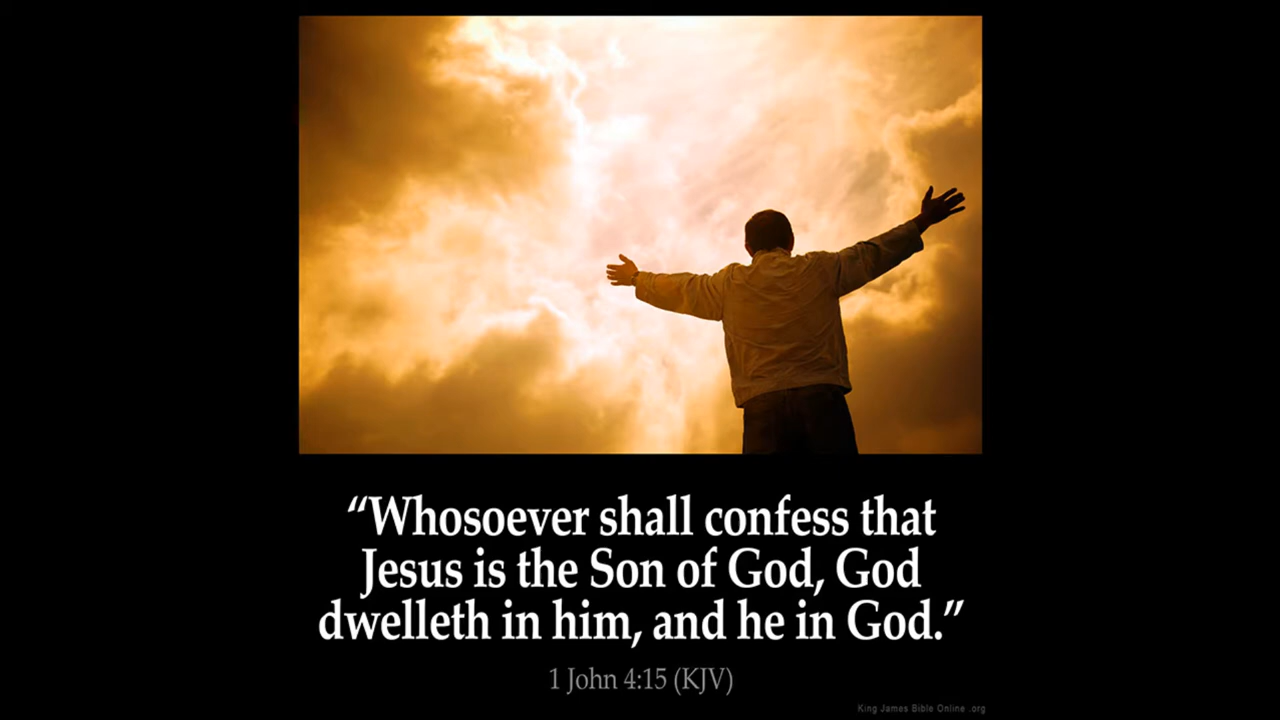 “Whosoever shall confess that
Jesus is the Son of God, God
dwelleth in him, and he in God.”
1 John 4:15 (KJV)
King James Bible Online .org